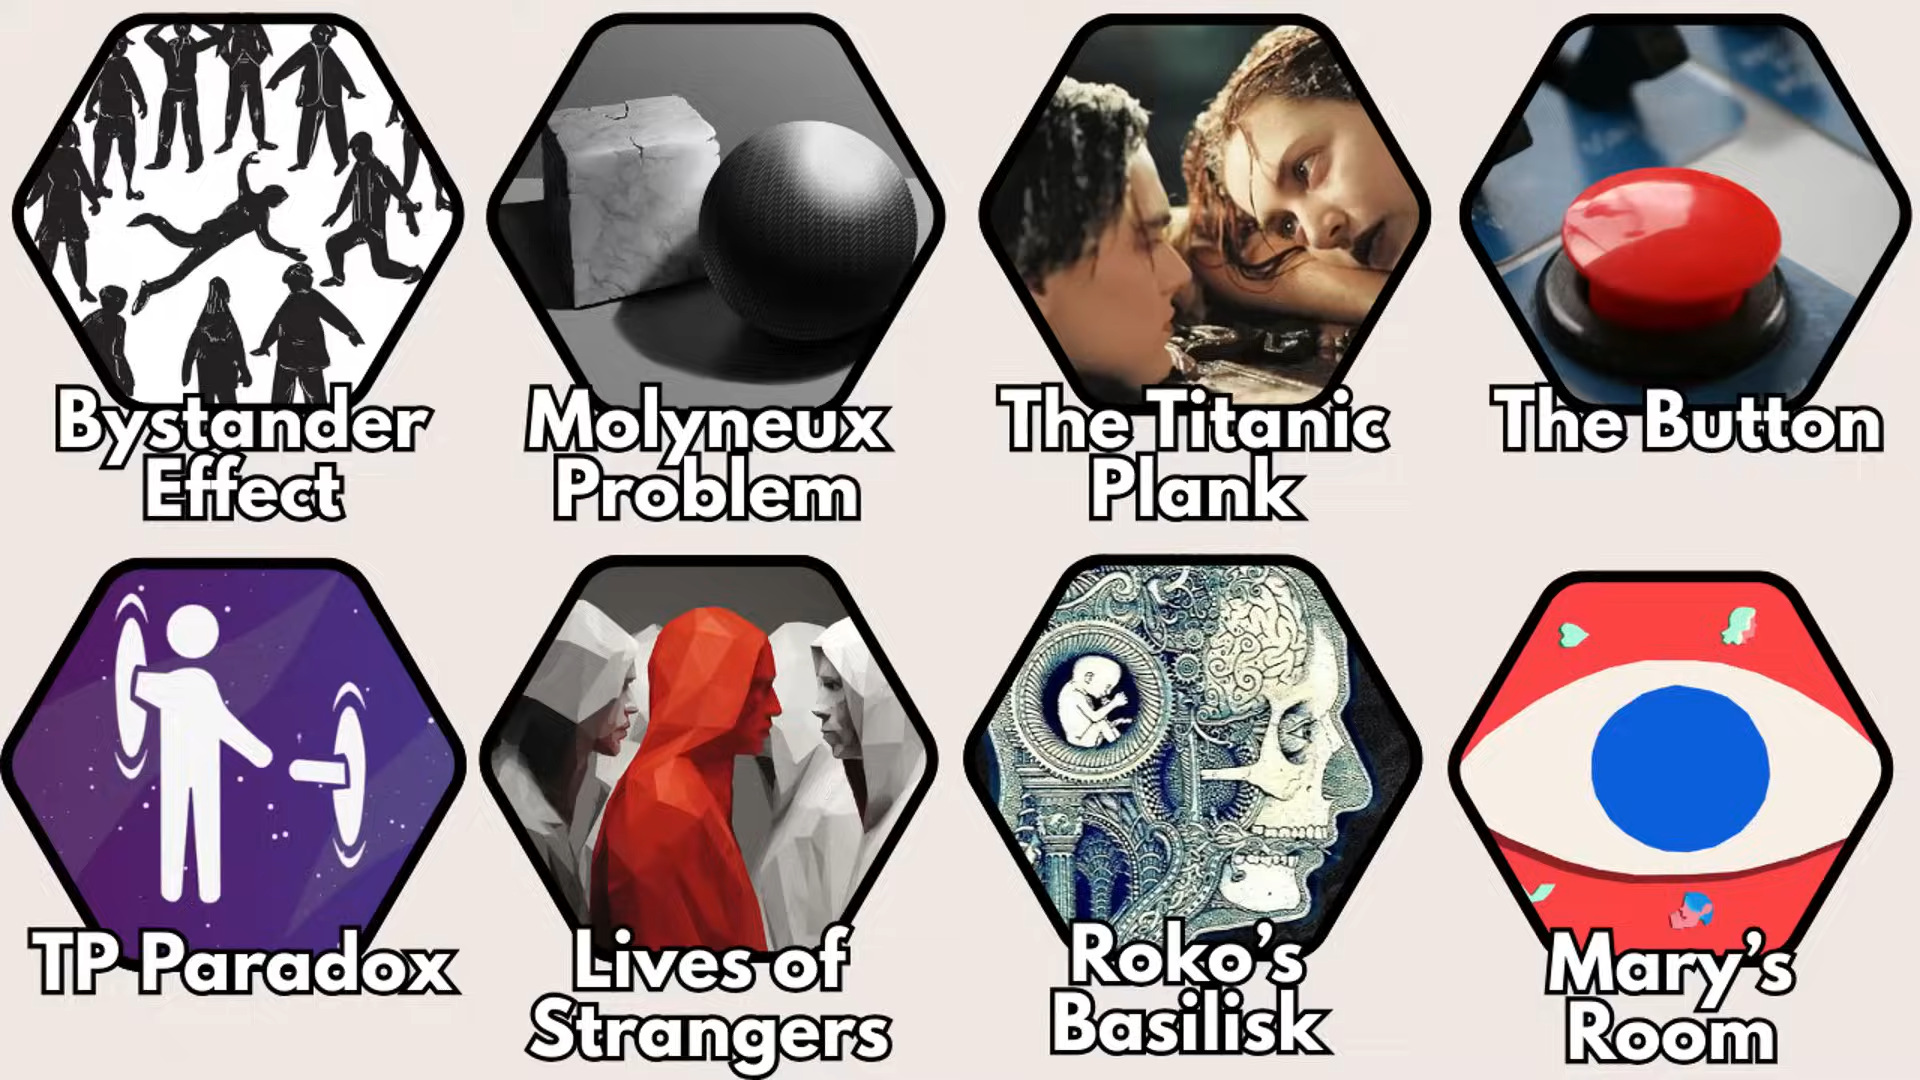 Bystander
Effect
Molyneux
Problem
The Titanic
Plank
The Button
TP Paradox
Lives of
Strangers
Roko's
Basilisk
Mary's
Room